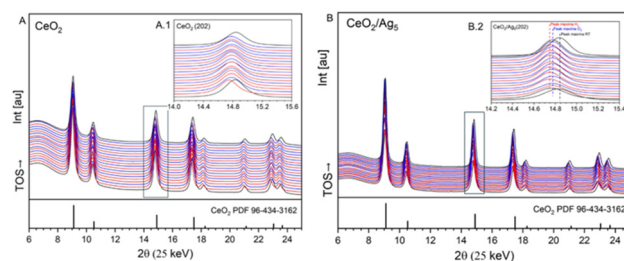 A
CeO2
A.1
CeO2 (202)
14.0 14.4 14.8 15.2 15.6
Int [au]
TOS→
CeO2 PDF 96-434-3162
6 8 10 12 14 16 18 20 22 24
2θ (25 keV)
B
CeO2/Ag5
B.2
CeO2/Ag5(202)
Peak maxima RT
14.2 14.4 14.6 14.8 15.0 15.2 15.4
Int [au]
TOS→
CeO2 PDF 96-434-3162
6 8 10 12 14 16 18 20 22 24
2θ (25 keV)